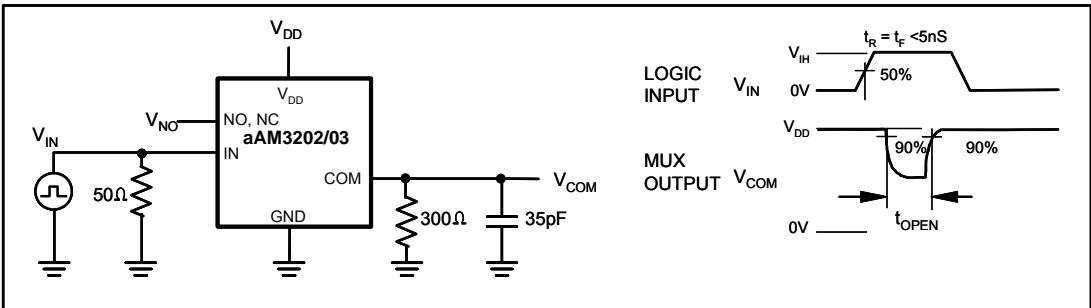 V_DD
V_DD
V_NO
NO, NC
aAM3202/03
V_IN
IN
50Ω
COM
V_COM
GND
300Ω
35pF
t_R = t_F <5nS
V_IH
50%
LOGIC
INPUT
V_IN
0V
V_DD
90%
90%
MUX
OUTPUT
V_COM
t_OPEN
0V